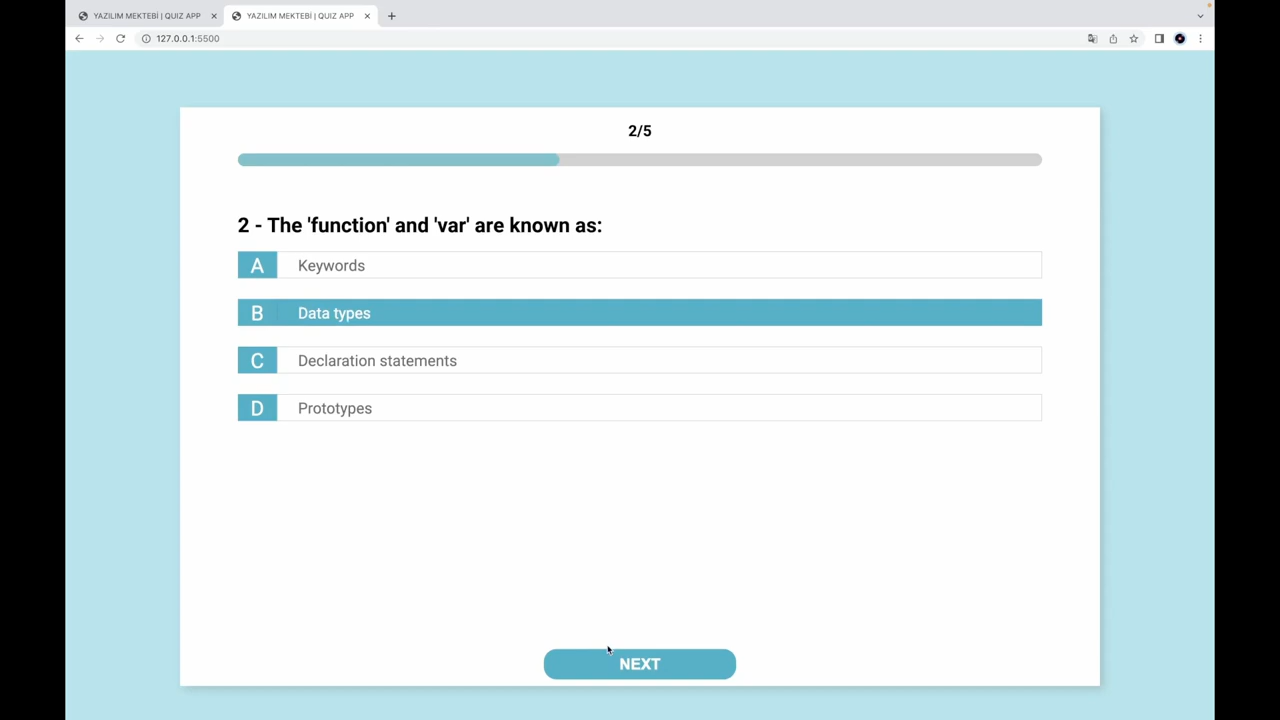 YAZILIM MEKTEBİ | QUIZ APP
YAZILIM MEKTEBİ | QUIZ APP
127.0.0.1:5500
2/5
2 - The 'function' and 'var' are known as:
A Keywords
B Data types
C Declaration statements
D Prototypes
NEXT